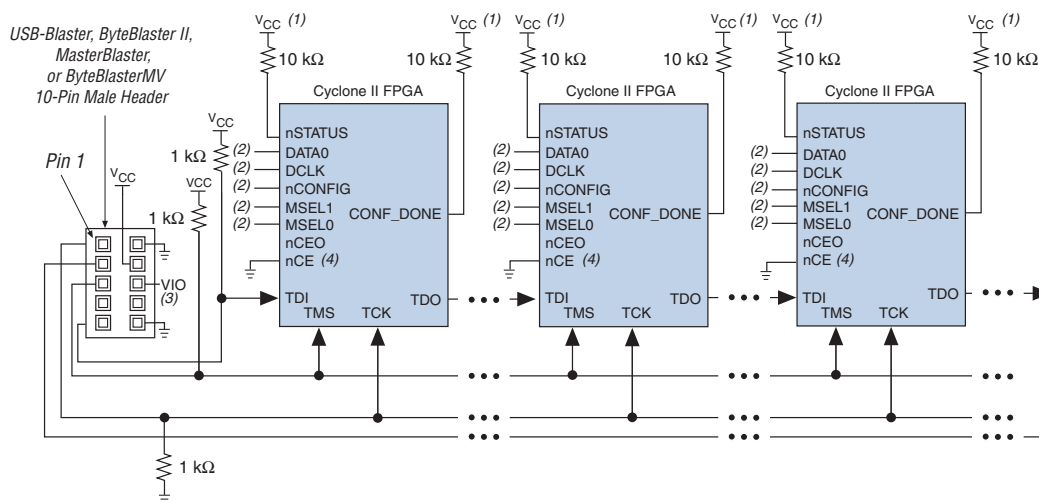 USB-Blaster, ByteBlaster II,
MasterBlaster,
or ByteBlasterMV
10-Pin Male Header
Pin 1
VCC
VCC
1 kΩ
VCC
1 kΩ
VIO
(3)
1 kΩ
VCC (1)
10 kΩ
VCC (1)
10 kΩ
Cyclone II FPGA
nSTATUS
(2) DATA0
(2) DCLK
(2) nCONFIG
(2) MSEL1
CONF_DONE
(2) MSEL0
nCEO
nCE (4)
TDI
TDO
TMS
TCK
VCC (1)
10 kΩ
VCC (1)
10 kΩ
Cyclone II FPGA
nSTATUS
(2) DATA0
(2) DCLK
(2) nCONFIG
(2) MSEL1
CONF_DONE
(2) MSEL0
nCEO
nCE (4)
TDI
TDO
TMS
TCK
VCC (1)
10 kΩ
VCC (1)
10 kΩ
Cyclone II FPGA
nSTATUS
(2) DATA0
(2) DCLK
(2) nCONFIG
(2) MSEL1
CONF_DONE
(2) MSEL0
nCEO
nCE (4)
TDI
TDO
TMS
TCK